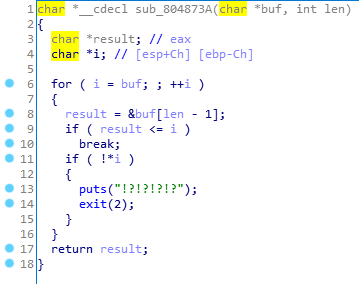 1 char *__cdecl sub_804873A(char *buf, int len)
2 {
3 char *result; // eax
4 char *i; // [esp+Ch] [ebp-Ch]
5
6 for ( i = buf; ; ++i )
7 {
8 result = &buf[len - 1];
9 if ( result <= i )
10 break;
11 if ( !*i )
12 {
13 puts("!?!?!?!?");
14 exit(2);
15 }
16 }
17 return result;
18 }